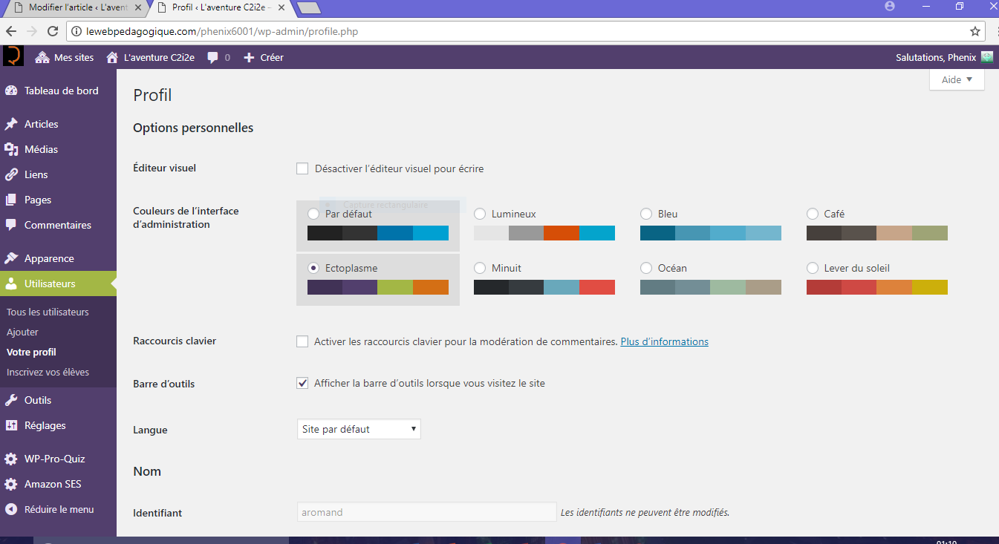 Modifier l'article ‹ L'avent
Profil ‹ L'aventure C2i2e –
lewebpedagogique.com/phenix6001/wp-admin/profile.php
Mes sites L'aventure C2i2e 0 Créer Salutations, Phenix
Aide
Tableau de bord
Articles
Médias
Liens
Pages
Commentaires
Apparence
Utilisateurs
Tous les utilisateurs
Ajouter
Votre profil
Inscrivez vos élèves
Outils
Réglages
WP-Pro-Quiz
Amazon SES
Réduire le menu
Profil
Options personnelles
Éditeur visuel Désactiver l'éditeur visuel pour écrire
Capture rectangulaire
Couleurs de l'interface
d'administration
Par défaut Lumineux Bleu Café
Ectoplasme Minuit Océan Lever du soleil
Raccourcis clavier Activer les raccourcis clavier pour la modération de commentaires. Plus d'informations
Barre d'outils Afficher la barre d'outils lorsque vous visitez le site
Langue Site par défaut
Nom
Identifiant aromand Les identifiants ne peuvent être modifiés.
01:10